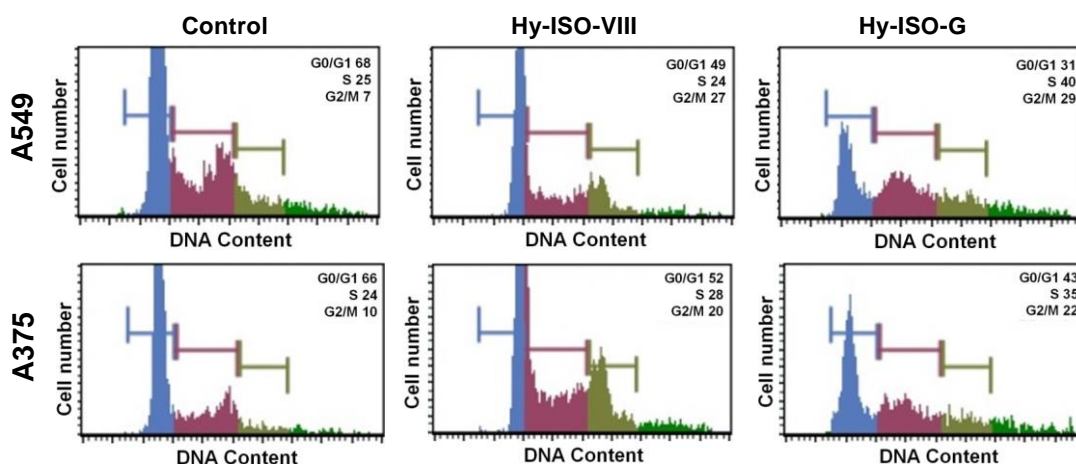 Control
Hy-ISO-VIII
Hy-ISO-G
A549
Cell number
G0/G1 68
S 25
G2/M 7
DNA Content
Cell number
G0/G1 49
S 24
G2/M 27
DNA Content
Cell number
G0/G1 31
S 40
G2/M 29
DNA Content
A375
Cell number
G0/G1 66
S 24
G2/M 10
DNA Content
Cell number
G0/G1 52
S 28
G2/M 20
DNA Content
Cell number
G0/G1 43
S 35
G2/M 22
DNA Content